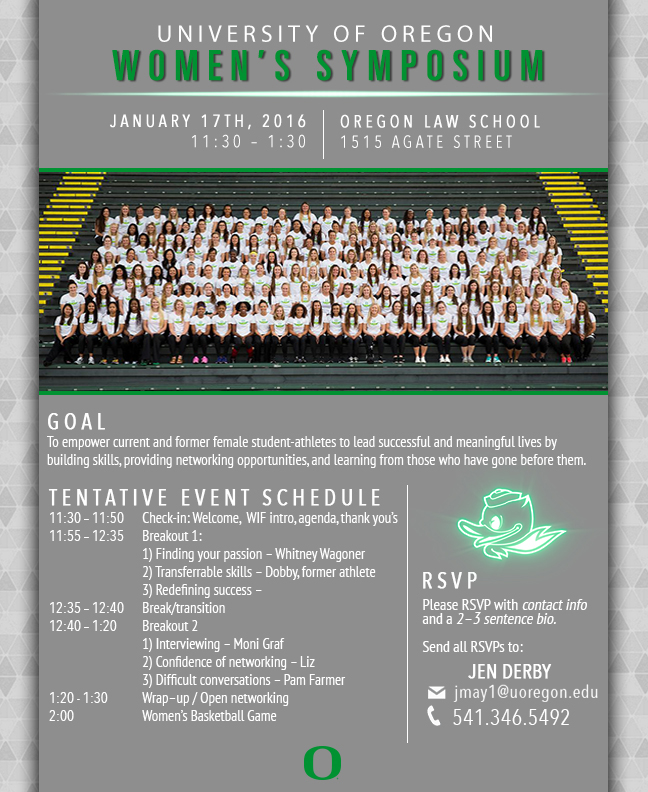 UNIVERSITY OF OREGON
WOMEN'S SYMPOSIUM
JANUARY 17TH, 2016
11:30 – 1:30
OREGON LAW SCHOOL
1515 AGATE STREET
GOAL
To empower current and former female student-athletes to lead successful and meaningful lives by
building skills, providing networking opportunities, and learning from those who have gone before them.
TENTATIVE EVENT SCHEDULE
11:30 – 11:50 Check-in: Welcome, WIF intro, agenda, thank you's
11:55 – 12:35 Breakout 1:
1) Finding your passion – Whitney Wagoner
2) Transferrable skills – Dobby, former athlete
3) Redefining success –
12:35 – 12:40 Break/transition
12:40 – 1:20 Breakout 2
1) Interviewing – Moni Graf
2) Confidence of networking – Liz
3) Difficult conversations – Pam Farmer
1:20 - 1:30 Wrap–up / Open networking
2:00 Women's Basketball Game
RSVP
Please RSVP with contact info
and a 2–3 sentence bio.
Send all RSVPs to:
JEN DERBY
jmay1@uoregon.edu
541.346.5492
O